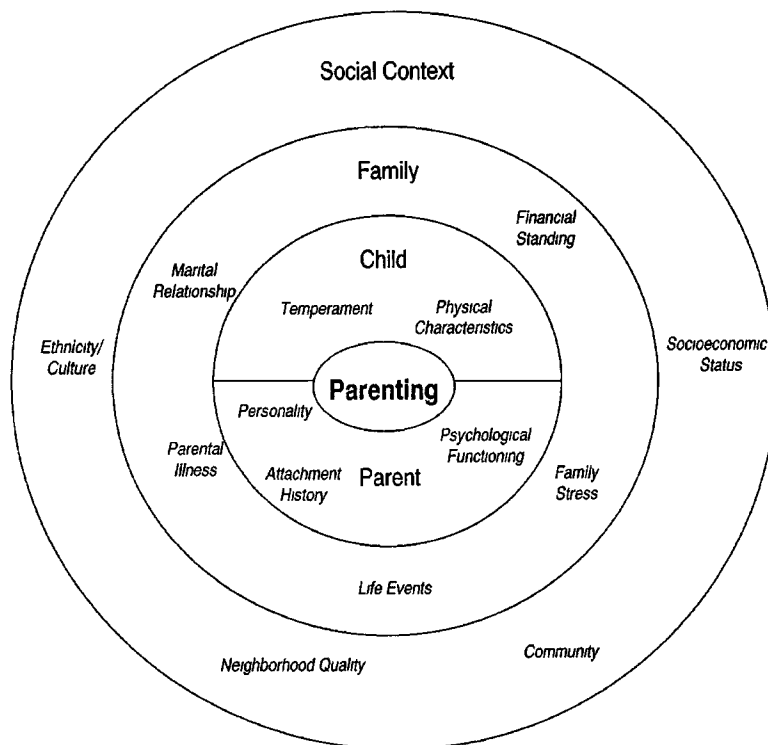 Social Context
Family
Financial
Standing
Child
Marital
Relationship
Temperament
Physical
Characteristics
Ethnicity/
Culture
Socioeconomic
Status
Parenting
Personality
Psychological
Functioning
Parental
Illness
Attachment
History
Parent
Family
Stress
Life Events
Neighborhood Quality
Community